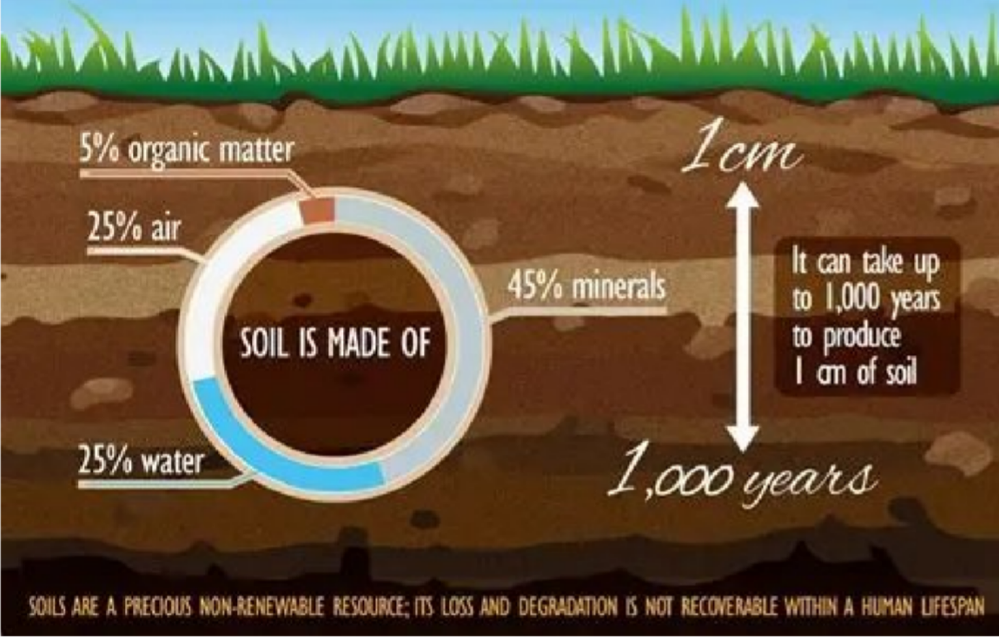 5% organic matter
25% air
SOIL IS MADE OF
45% minerals
25% water
1cm
It can take up
to 1,000 years
to produce
1 cm of soil
1,000 years
SOILS ARE A PRECIOUS NON-RENEWABLE RESOURCE; ITS LOSS AND DEGRADATION IS NOT RECOVERABLE WITHIN A HUMAN LIFESPAN